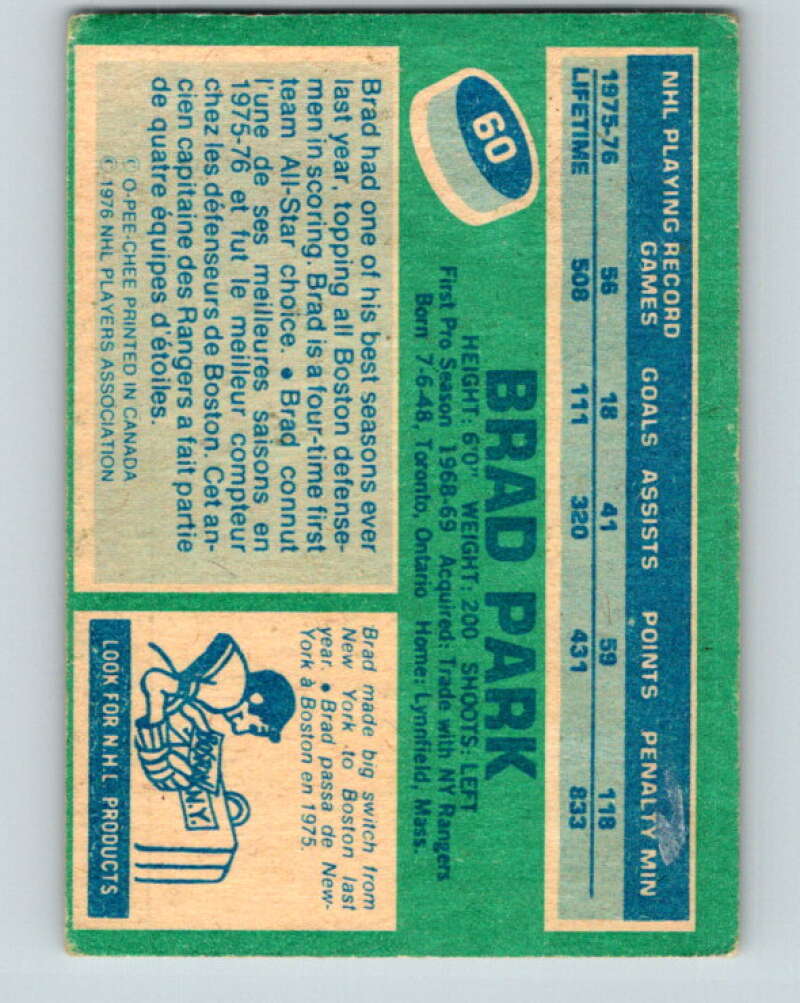 NHL PLAYING RECORD
GAMES GOALS ASSISTS POINTS PENALTY MIN
1975-76 56 18 41 59 118
LIFETIME 508 111 320 431 833
60
BRAD PARK
HEIGHT: 6'0" WEIGHT: 200 SHOOTS: LEFT
First Pro Season 1968-69 Acquired: Trade with NY Rangers
Born 7-6-48, Toronto, Ontario Home: Lynnfield, Mass.
Brad had one of his best seasons ever
last year, topping all Boston defense-
men in scoring. Brad is a four-time first
team All-Star choice. • Brad connut
l'une de ses meilleures saisons en
1975-76 et fut le meilleur compteur
chez les défenseurs de Boston. Cet an-
cien capitaine des Rangers a fait partie
de quatre équipes d'étoiles.
© O-PEE-CHEE PRINTED IN CANADA
© 1976 NHL PLAYERS ASSOCIATION
Brad made big switch from
New York to Boston last
year. • Brad passa de New-
York à Boston en 1975.
BOSTON
N.Y.
LOOK FOR N.H.L. PRODUCTS